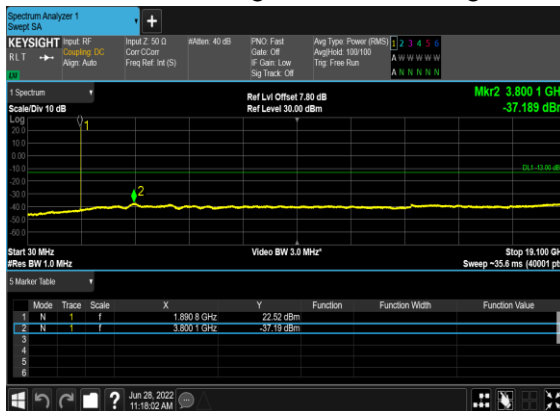 Spectrum Analyzer 1
Swept SA
+
KEYSIGHT Input: RF Input Z: 50 Ω #Atten: 40 dB PNO: Fast Avg Type: Power (RMS) 1 2 3 4 5 6
RLT Coupling: DC Corr CCorr Gate: Off Avg|Hold: 100/100 A W W W W W
Align: Auto Freq Ref: Int (S) IF Gain: Low Trig: Free Run
Sig Track: Off A N N N N N
1 Spectrum
Scale/Div 10 dB
Ref Lvl Offset 7.80 dB
Ref Level 30.00 dBm
Mkr2 3.800 1 GH
-37.189 dBr
Log
20.0
10.0
0.00
-10.0
-20.0
-30.0
-40.0
-50.0
-60.0
1
2
DL1 -13.00 dB
Start 30 MHz Video BW 3.0 MHz* Stop 19.100 GH
#Res BW 1.0 MHz Sweep ~35.6 ms (40001 pt
5 Marker Table
Mode Trace Scale X Y Function Function Width Function Value
1 N 1 f 1.890 8 GHz 22.52 dBm
2 N 1 f 3.800 1 GHz -37.19 dBm
3
4
5
6
? Jun 28, 2022
11:18:02 AM